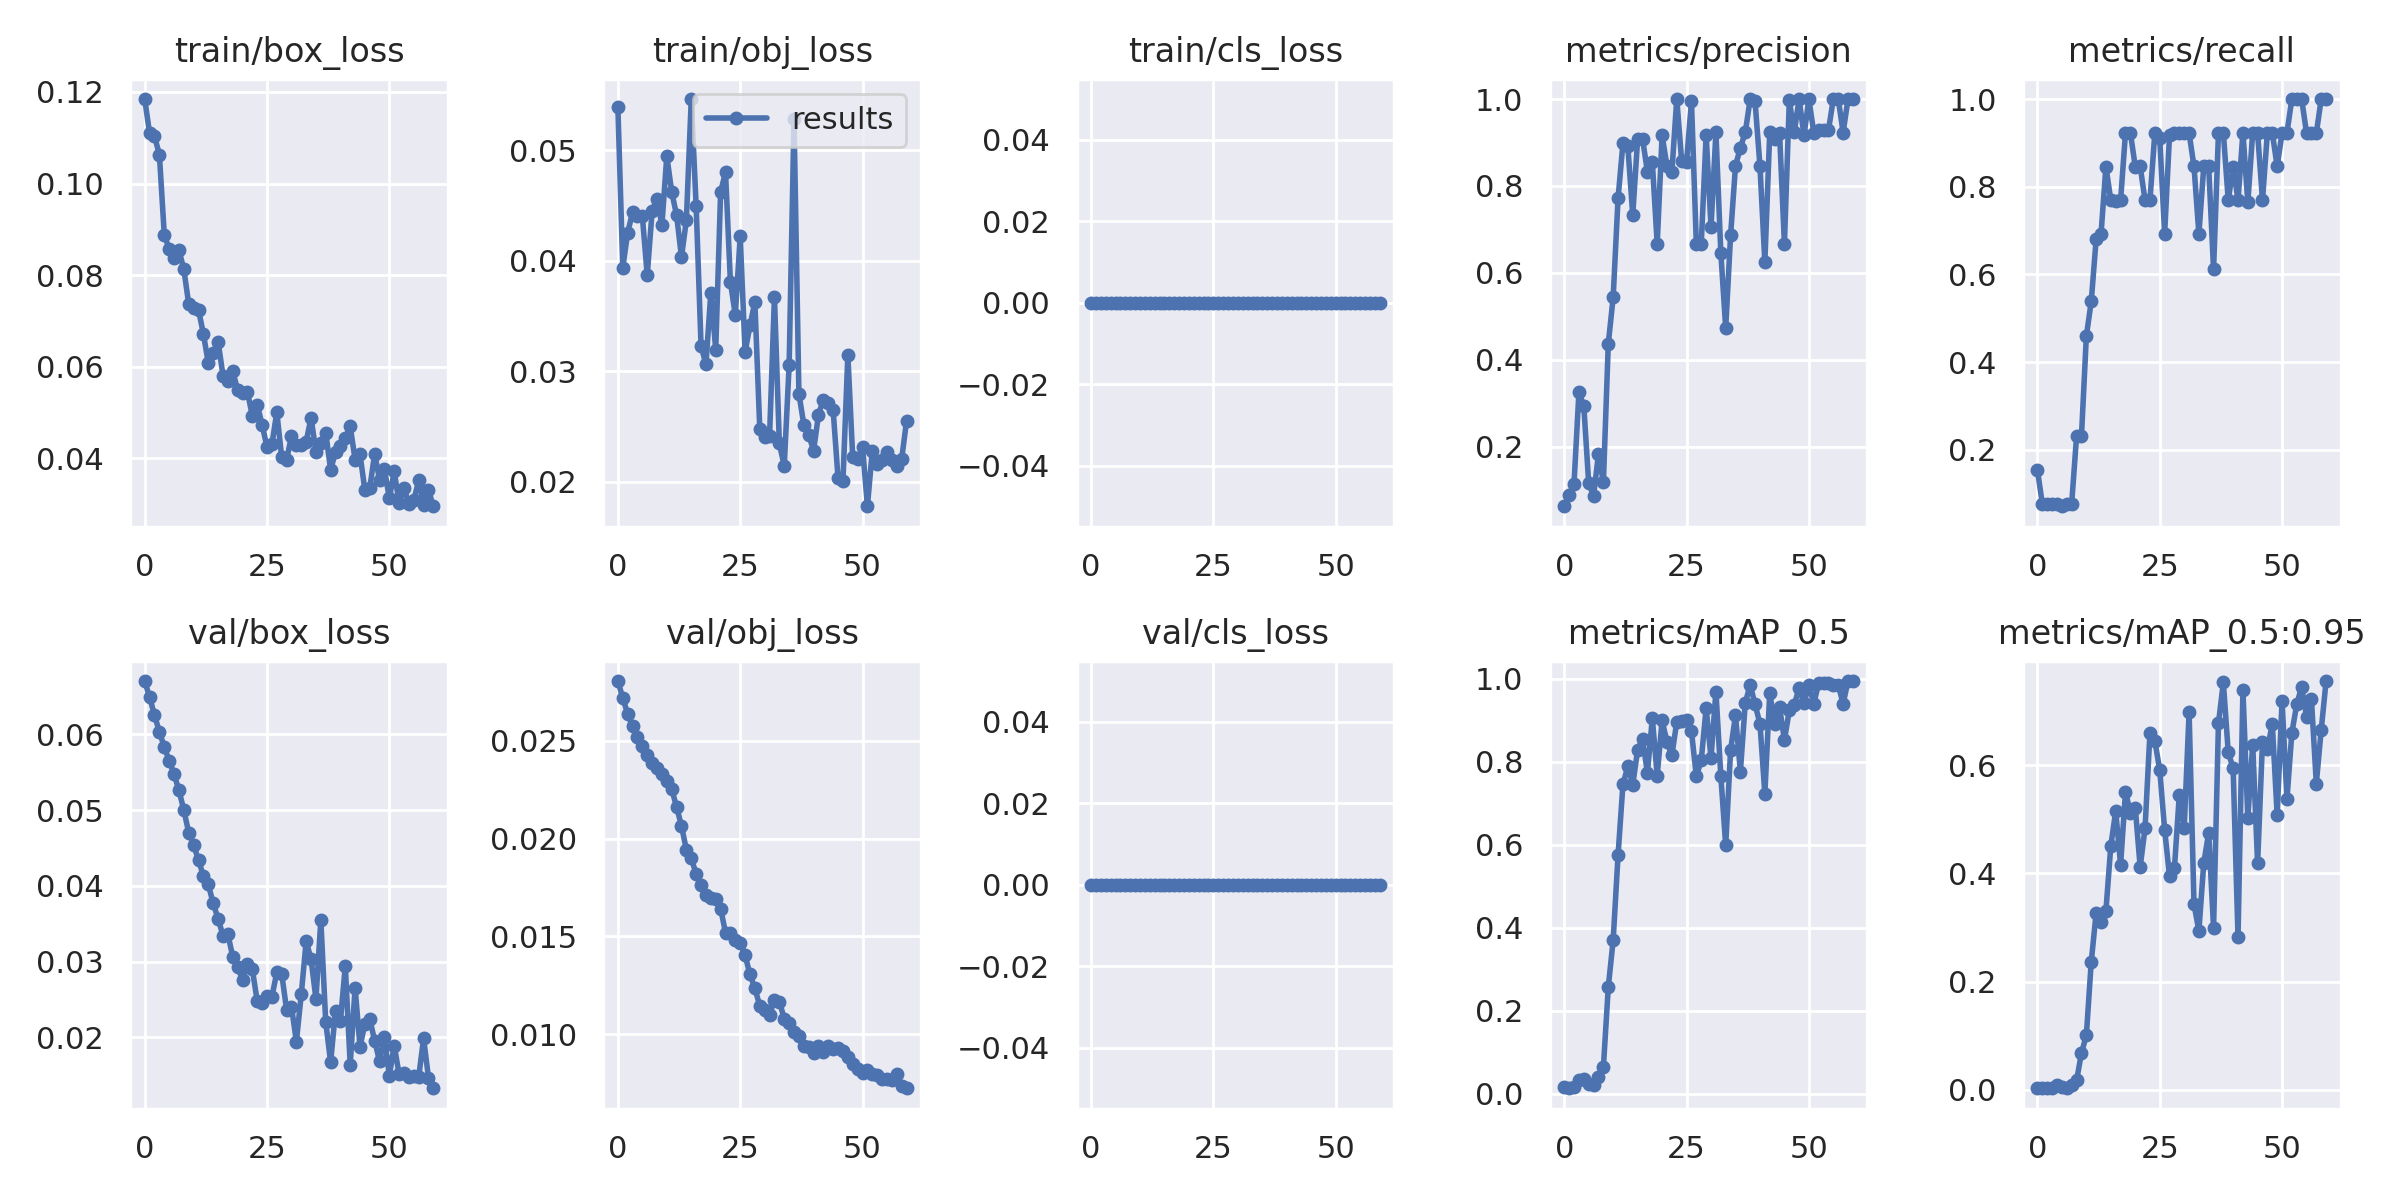 train/box_loss
train/obj_loss
train/cls_loss
metrics/precision
metrics/recall
results
0.12
0.10
0.08
0.06
0.04
0 25 50
0.05
0.04
0.03
0.02
0 25 50
0.04
0.02
0.00
−0.02
−0.04
0 25 50
1.0
0.8
0.6
0.4
0.2
0 25 50
1.0
0.8
0.6
0.4
0.2
0 25 50
val/box_loss
val/obj_loss
val/cls_loss
metrics/mAP_0.5
metrics/mAP_0.5:0.95
0.06
0.05
0.04
0.03
0.02
0 25 50
0.025
0.020
0.015
0.010
0 25 50
0.04
0.02
0.00
−0.02
−0.04
0 25 50
1.0
0.8
0.6
0.4
0.2
0.0
0 25 50
0.6
0.4
0.2
0.0
0 25 50